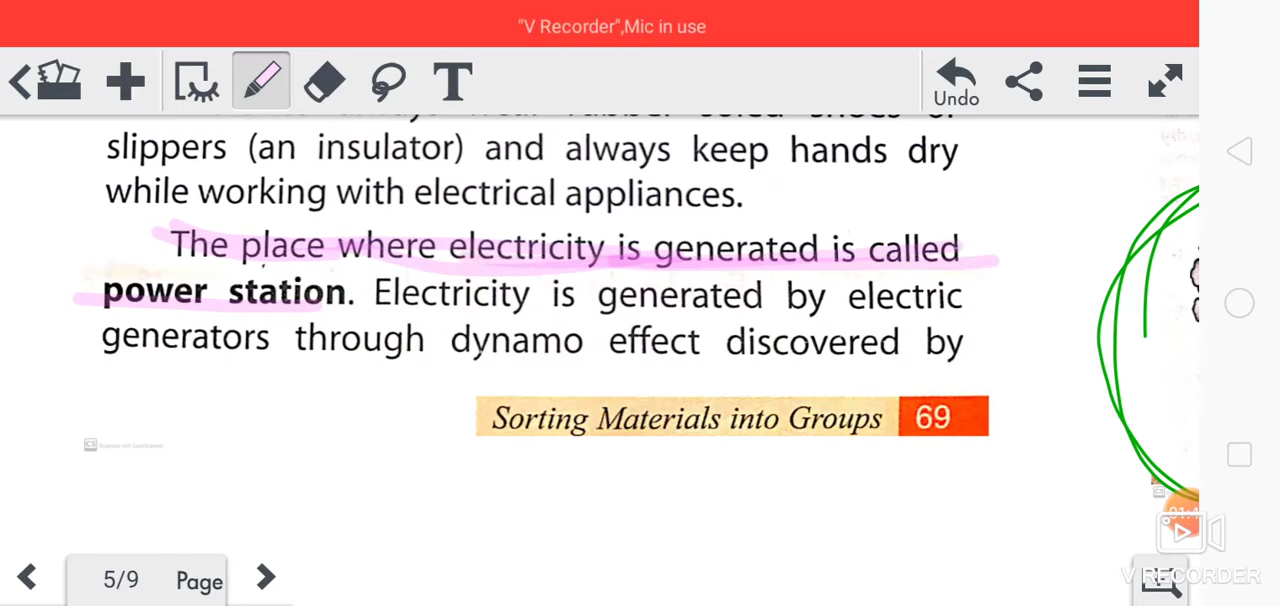 "V Recorder",Mic in use
T
Undo
slippers (an insulator) and always keep hands dry
while working with electrical appliances.
The place where electricity is generated is called
power station. Electricity is generated by electric
generators through dynamo effect discovered by
Sorting Materials into Groups 69
CS
5/9 Page
V RECORDER